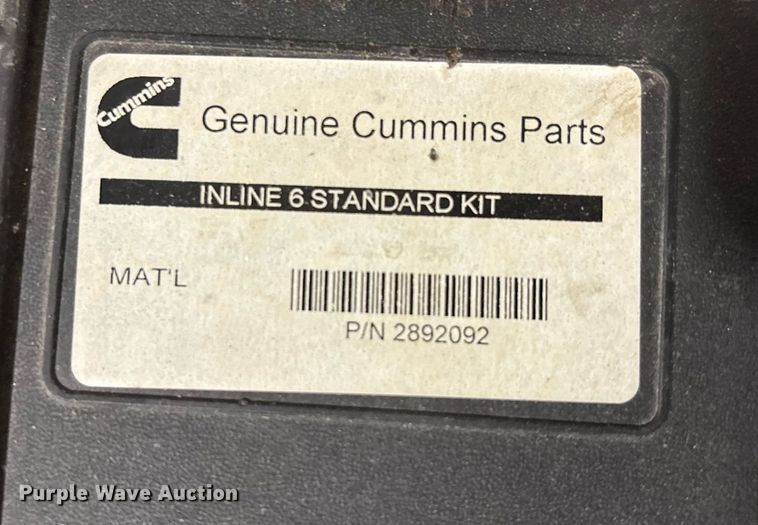 Cummins
Genuine Cummins Parts
INLINE 6 STANDARD KIT
MAT'L
P/N 2892092
Purple Wave Auction